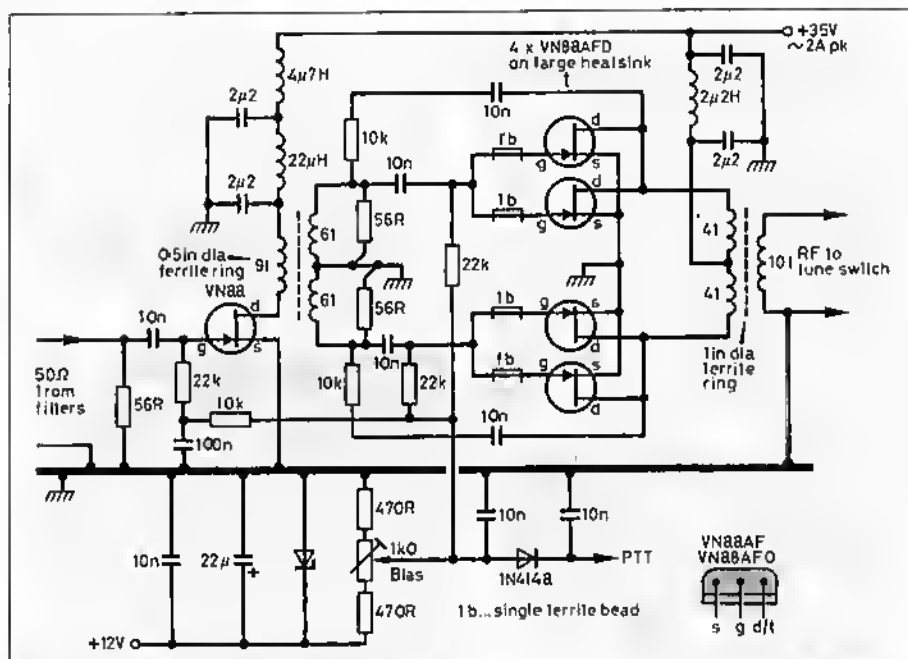 +35V
~2A pk
4 x VN88AFD
on large healsink
t
4µ7H
2µ2
22µH
2µ2
10k
10n
10n
2µ2
2µ2H
2µ2
fb
d
g
s
1b
d
g
s
0·5in dia
ferrite ring
VN88
91
61
56R
61
56R
22k
41
41
101
RF to
tune switch
10n
d
g
s
10n
1b
g
s
d
fb
g
s
d
1in dia
ferrite
ring
50Ω
from
filters
56R
22k
10k
100n
10k
22k
10n
10n
22µ
+
470R
1k0
Bias
470R
10n
10n
1N4148
PTT
1b... single ferrite bead
VN88AF
VN88AFD
s g d/t
+12V